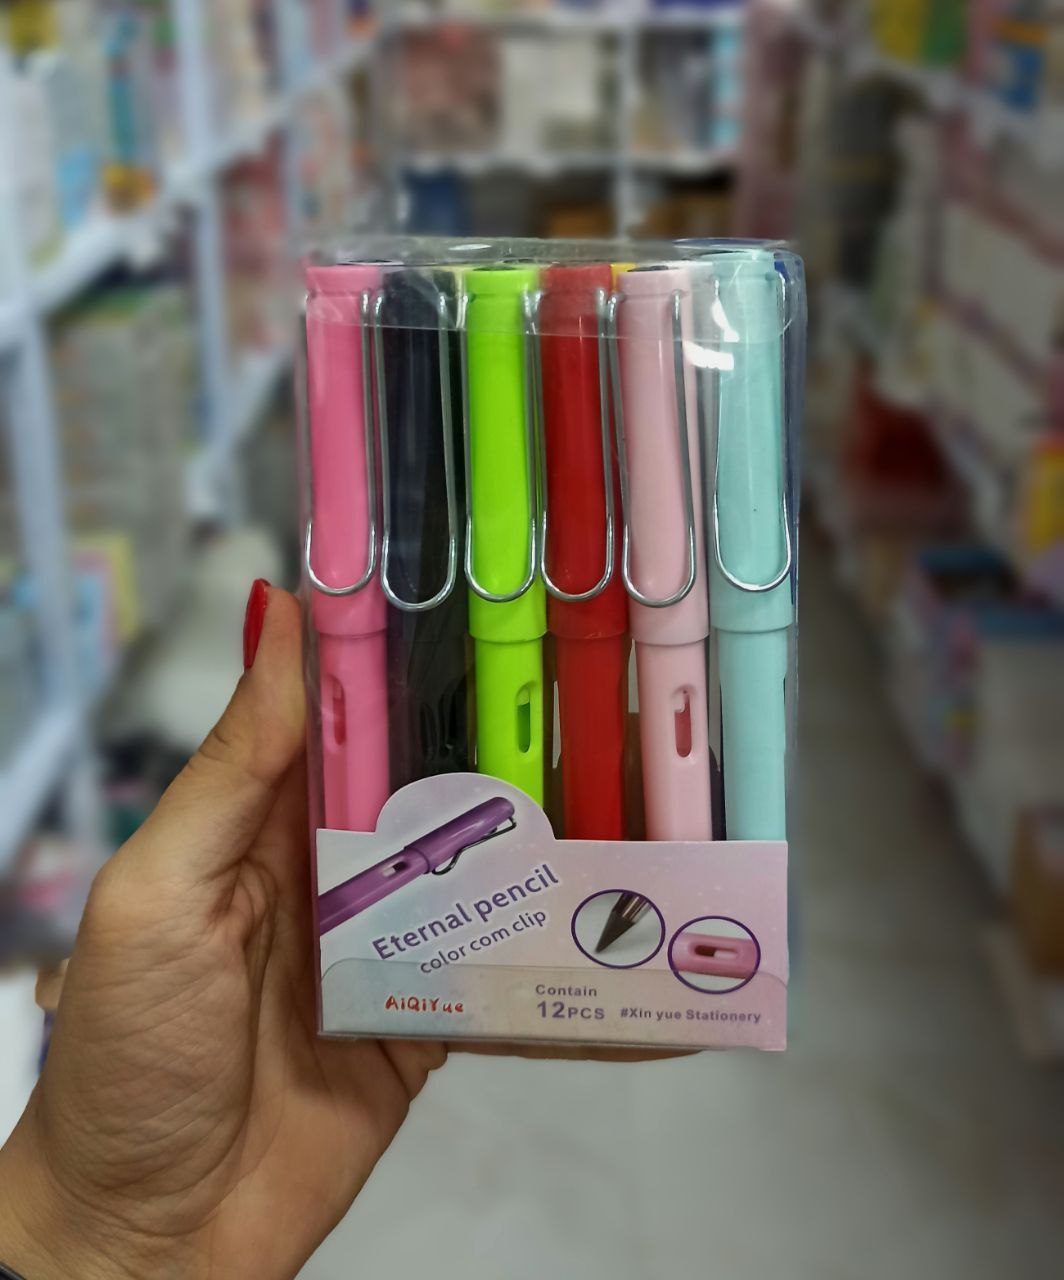 Eternal pencil
color com clip
AiQiYue
Contain
12PCS
#Xin yue Stationery